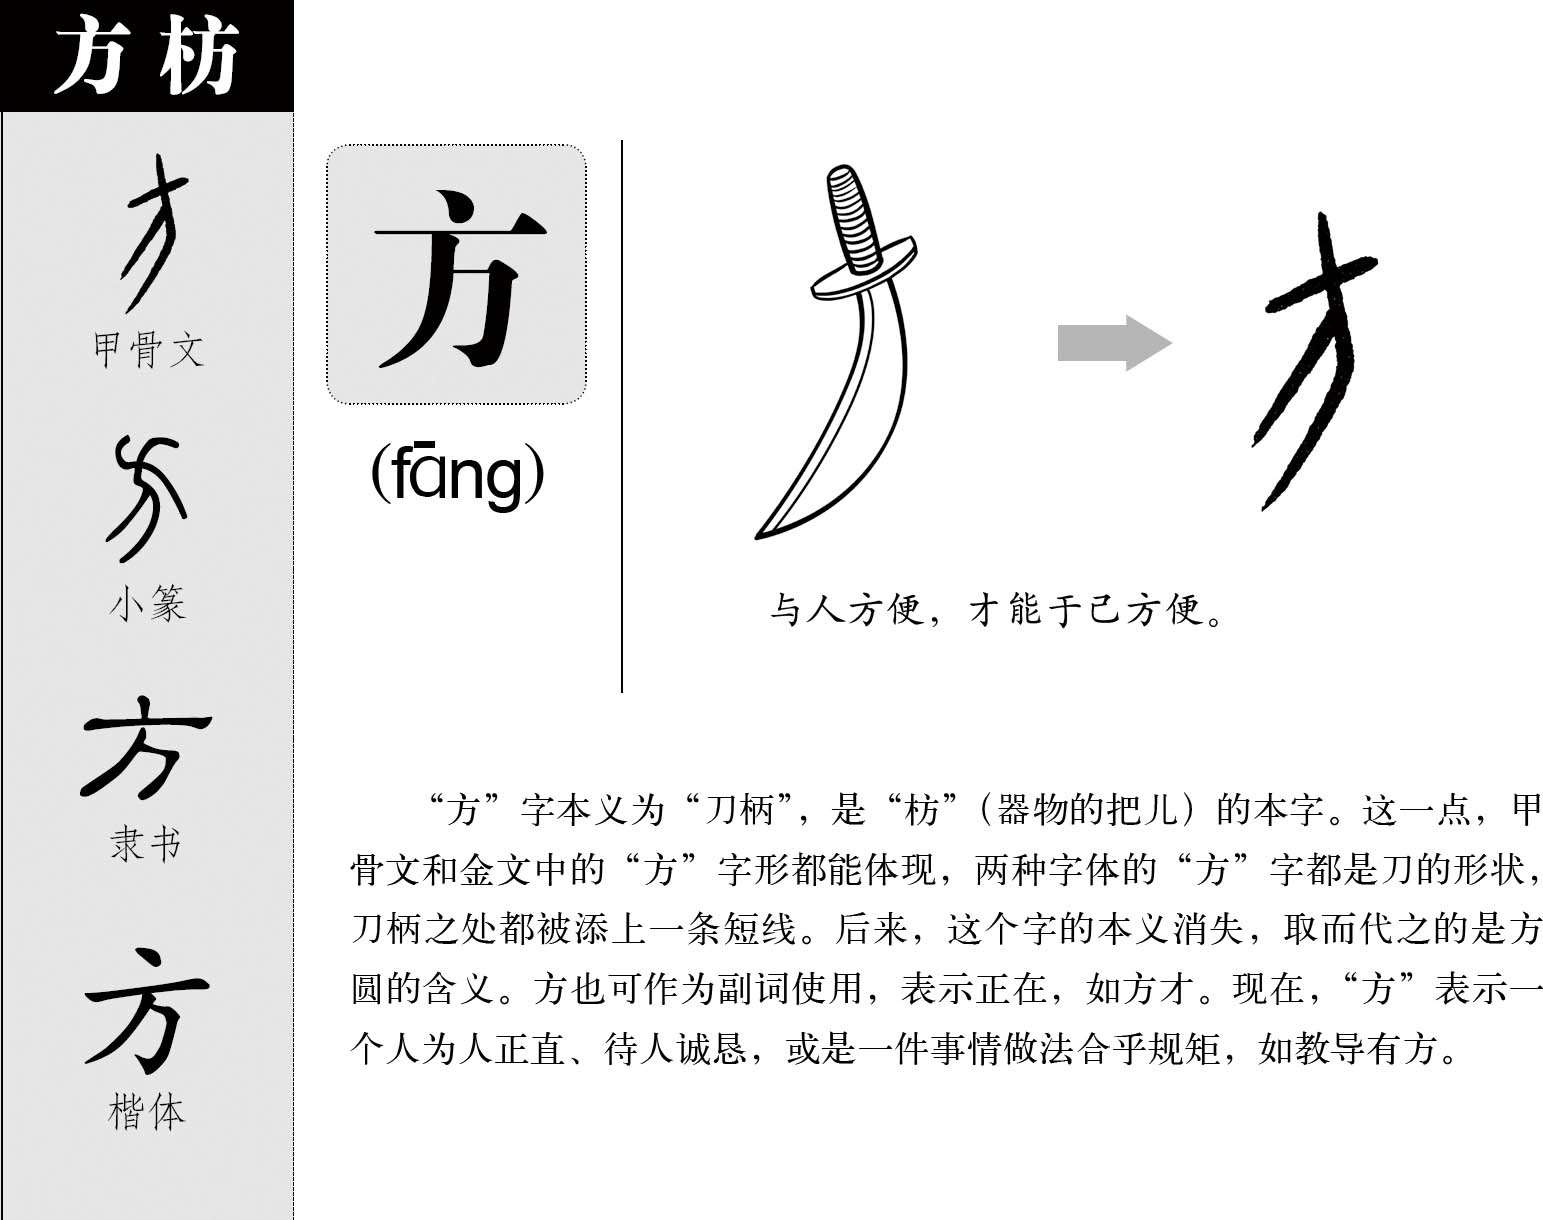 方 枋
甲骨文
小篆
隶书
方
楷体
方
(fāng)
与人方便，才能于己方便。
“方”字本义为“刀柄”，是“枋”（器物的把儿）的本字。这一点，甲
骨文和金文中的“方”字形都能体现，两种字体的“方”字都是刀的形状，
刀柄之处都被添上一条短线。后来，这个字的本义消失，取而代之的是方
圆的含义。方也可作为副词使用，表示正在，如方才。现在，“方”表示一
个人为人正直、待人诚恳，或是一件事情做法合乎规矩，如教导有方。